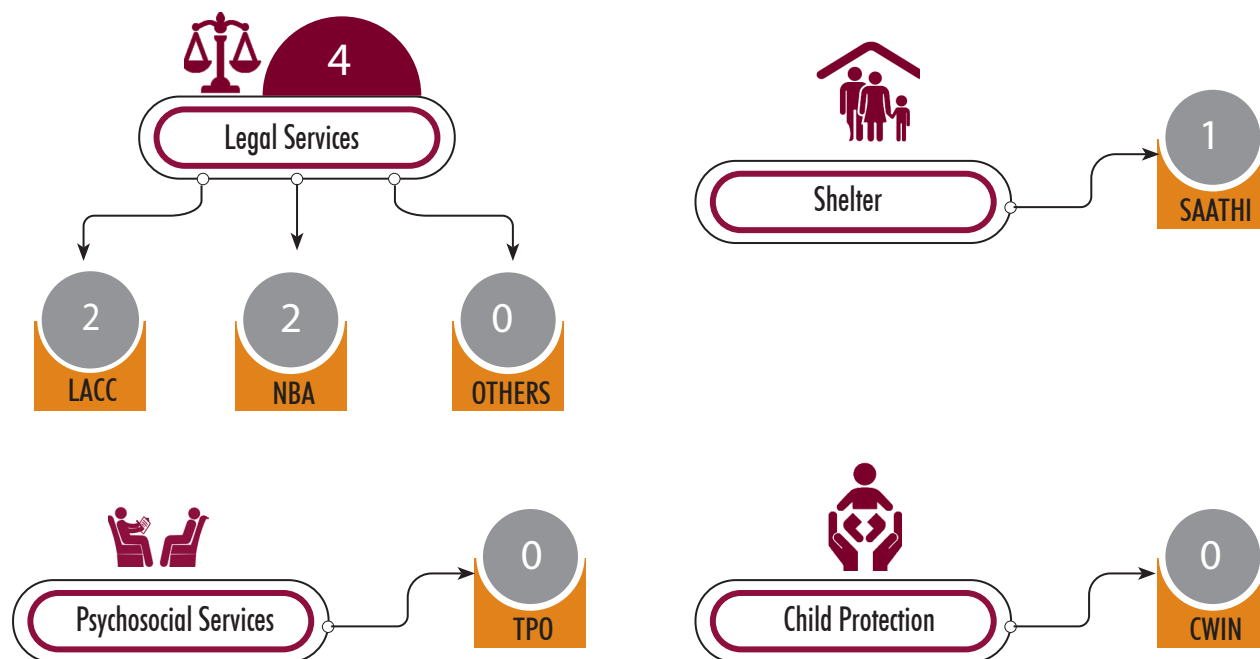 4
Legal Services
2
LACC
2
NBA
0
OTHERS
Shelter
1
SAATHI
Psychosocial Services
0
TPO
Child Protection
0
CWIN